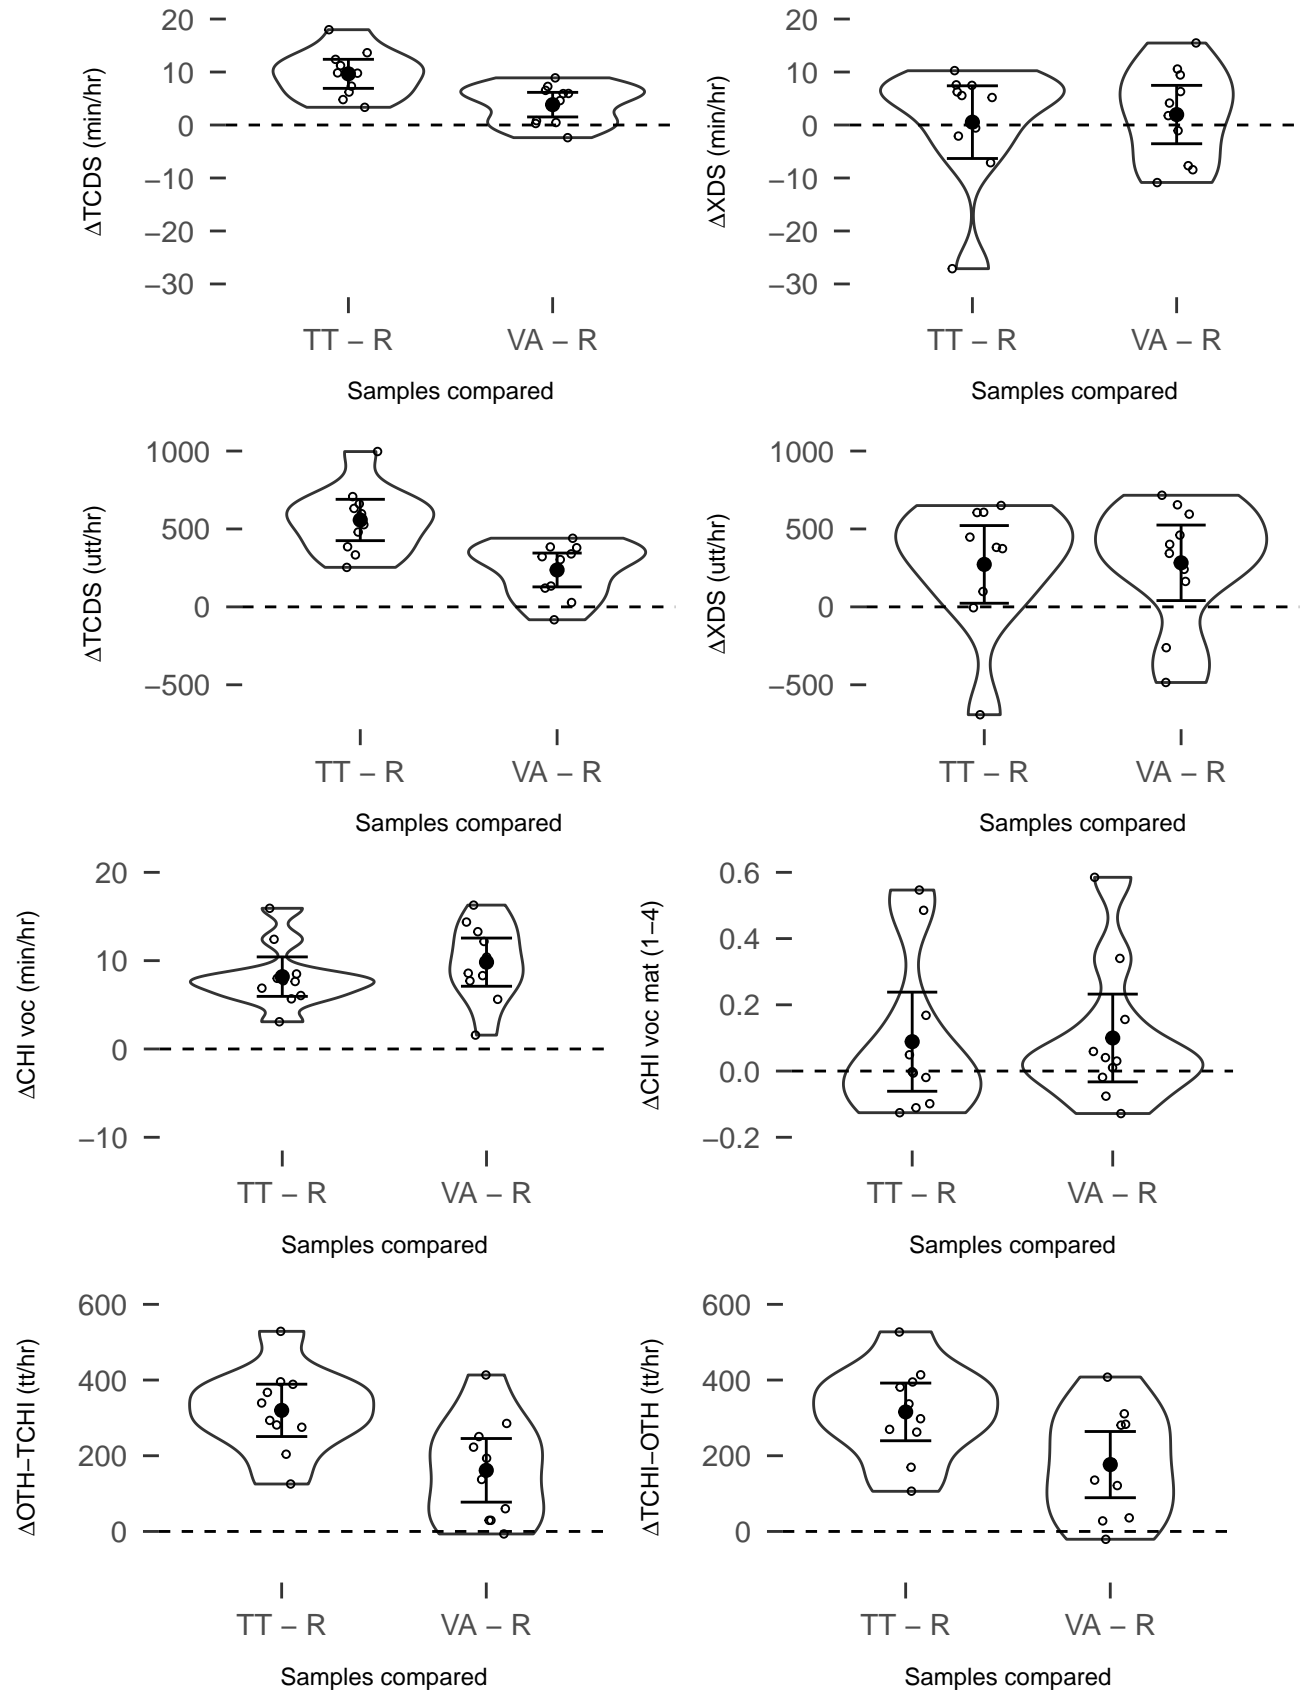 ΔTCDS (min/hr)
20
10
0
−10
−20
−30
TT − R
VA − R
Samples compared
ΔXDS (min/hr)
20
10
0
−10
−20
−30
TT − R
VA − R
Samples compared
ΔTCDS (utt/hr)
1000
500
0
−500
TT − R
VA − R
Samples compared
ΔXDS (utt/hr)
1000
500
0
−500
TT − R
VA − R
Samples compared
ΔCHI voc (min/hr)
20
10
0
−10
TT − R
VA − R
Samples compared
ΔCHI voc mat (1−4)
0.6
0.4
0.2
0.0
−0.2
TT − R
VA − R
Samples compared
ΔOTH−TCHI (tt/hr)
600
400
200
0
TT − R
VA − R
Samples compared
ΔTCHI−OTH (tt/hr)
600
400
200
0
TT − R
VA − R
Samples compared